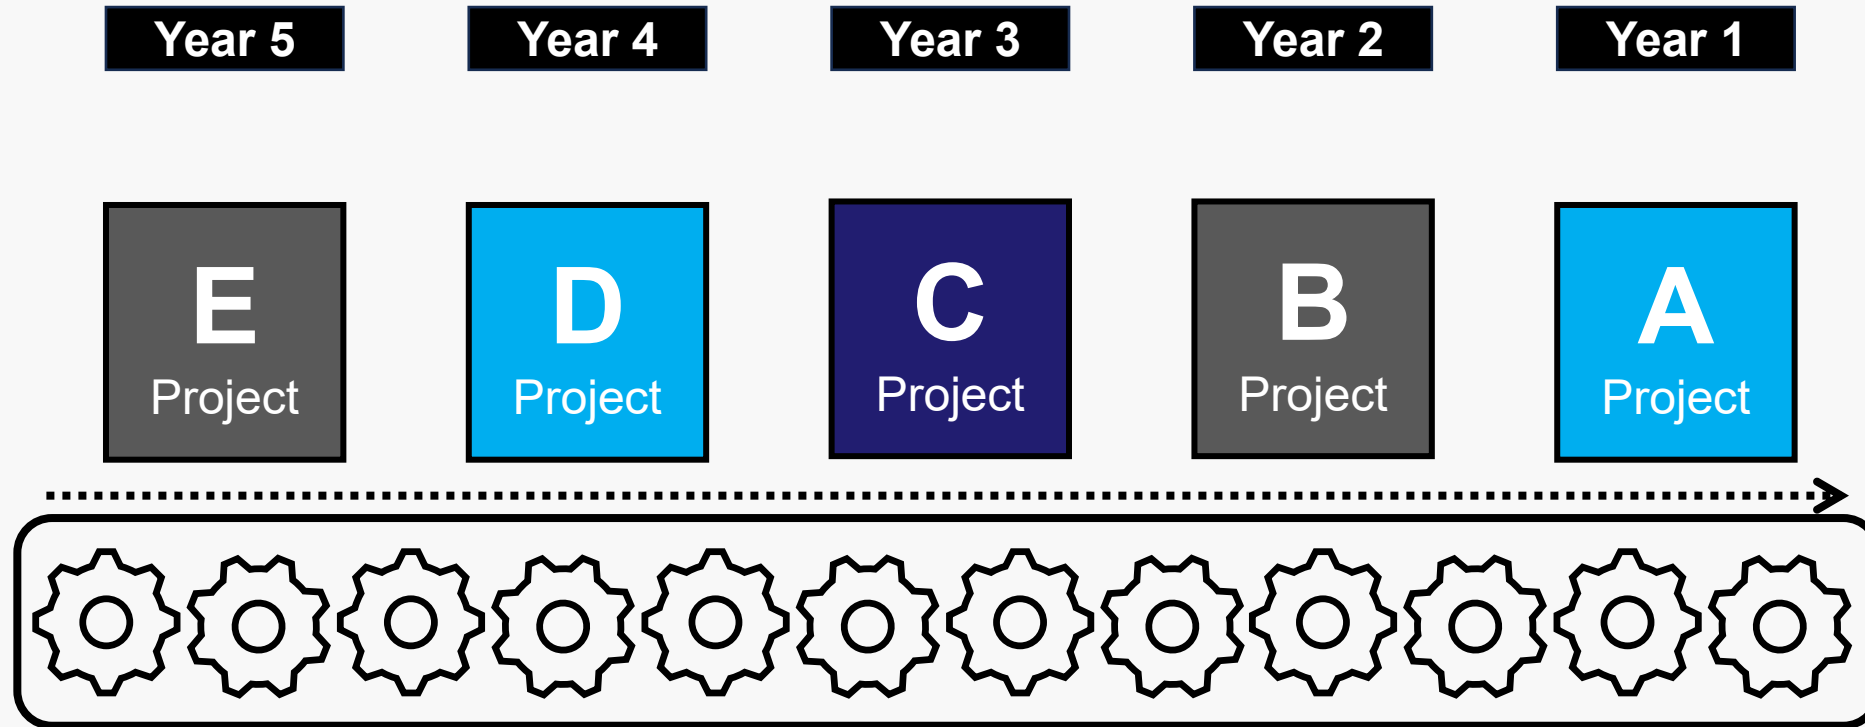 Year 5
Year 4
Year 3
Year 2
Year 1
E
Project
D
Project
C
Project
B
Project
A
Project